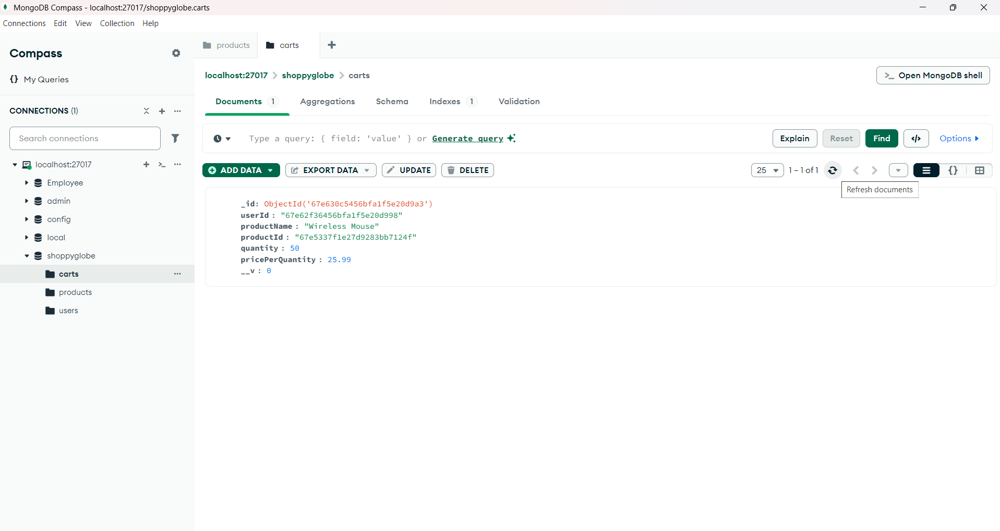 MongoDB Compass - localhost:27017/shoppyglobe.carts
Connections Edit View Collection Help
Compass
{} My Queries
CONNECTIONS (1)
Search connections
localhost:27017
Employee
admin
config
local
shoppyglobe
carts
products
users
products carts
localhost:27017 shoppyglobe carts
>_ Open MongoDB shell
Documents 1 Aggregations Schema Indexes 1 Validation
Type a query: { field: 'value' } or Generate query
Explain Reset Find </> Options
ADD DATA EXPORT DATA UPDATE DELETE
25 1 – 1 of 1 {}
Refresh documents
_id: ObjectId('67e630c5456bfa1f5e20d9a3')
userId : "67e62f36456bfa1f5e20d998"
productName : "Wireless Mouse"
productId : "67e5337f1e27d9283bb7124f"
quantity : 50
pricePerQuantity : 25.99
__v : 0